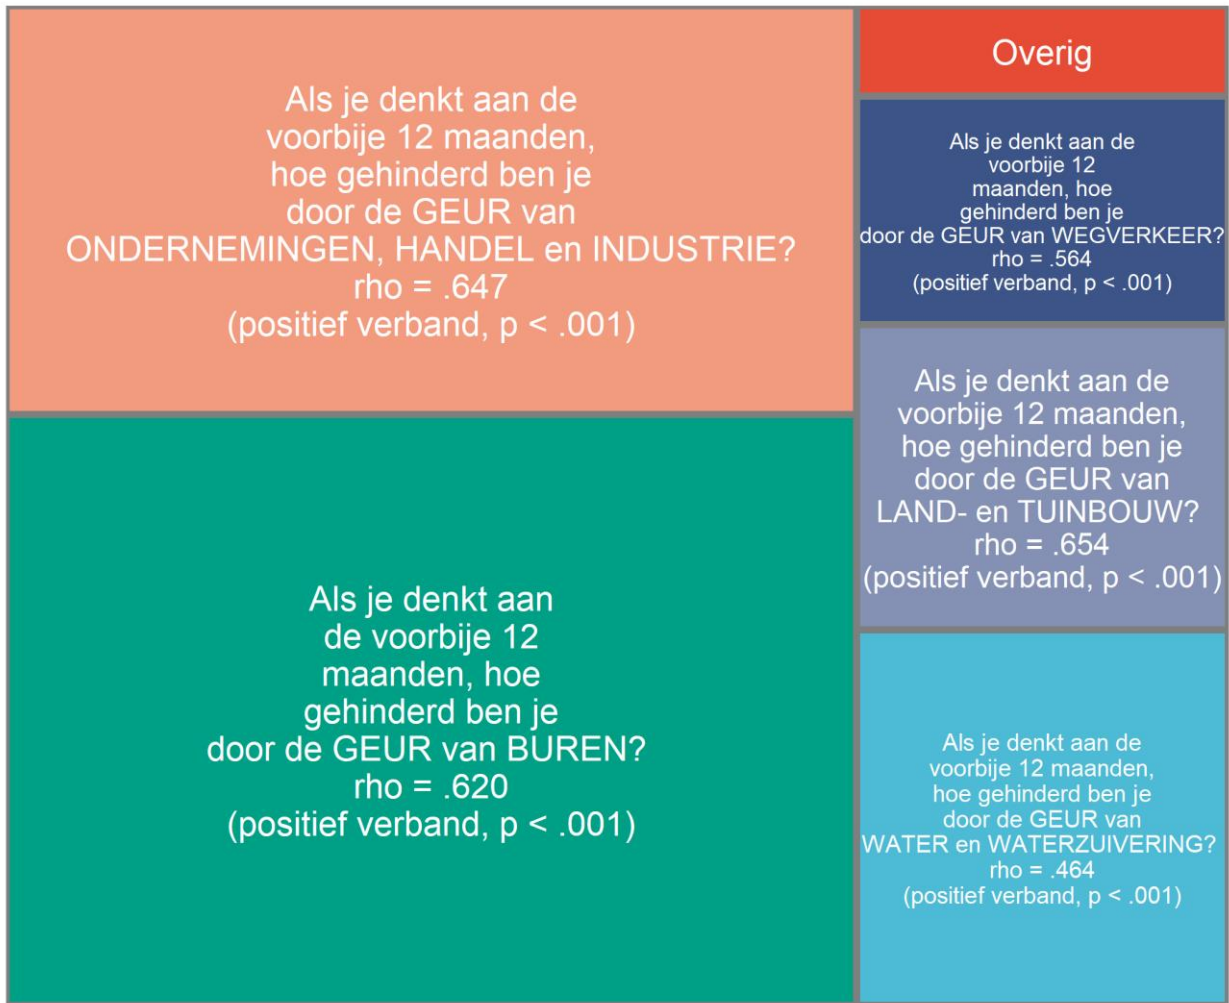 Als je denkt aan de
voorbije 12 maanden,
hoe gehinderd ben je
door de GEUR van
ONDERNEMINGEN, HANDEL en INDUSTRIE?
rho = .647
(positief verband, p < .001)
Als je denkt aan
de voorbije 12
maanden, hoe
gehinderd ben je
door de GEUR van BUREN?
rho = .620
(positief verband, p < .001)
Overig
Als je denkt aan de
voorbije 12
maanden, hoe
gehinderd ben je
door de GEUR van WEGVERKEER?
rho = .564
(positief verband, p < .001)
Als je denkt aan de
voorbije 12 maanden,
hoe gehinderd ben je
door de GEUR van
LAND- en TUINBOUW?
rho = .654
(positief verband, p < .001)
Als je denkt aan de
voorbije 12 maanden,
hoe gehinderd ben je
door de GEUR van
WATER en WATERZUIVERING?
rho = .464
(positief verband, p < .001)